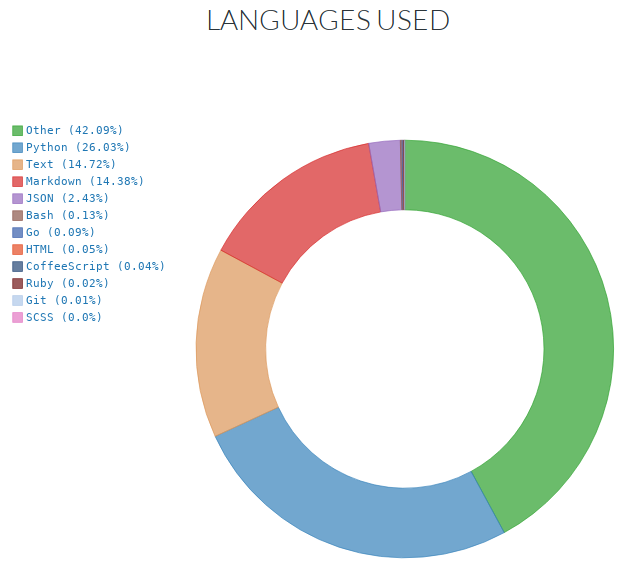 LANGUAGES USED
Other (42.09%)
Python (26.03%)
Text (14.72%)
Markdown (14.38%)
JSON (2.43%)
Bash (0.13%)
Go (0.09%)
HTML (0.05%)
CoffeeScript (0.04%)
Ruby (0.02%)
Git (0.01%)
SCSS (0.0%)